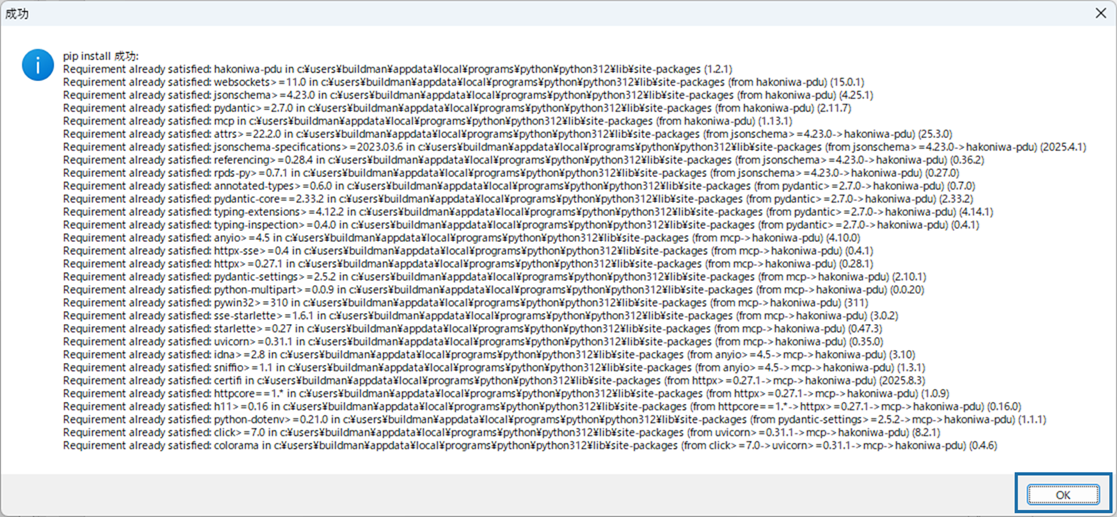 成功
pip install 成功:
Requirement already satisfied: hakoniwa-pdu in c:¥users¥buildman¥appdata¥local¥programs¥python¥python312¥lib¥site-packages (1.2.1)
Requirement already satisfied: websockets>=11.0 in c:¥users¥buildman¥appdata¥local¥programs¥python¥python312¥lib¥site-packages (from hakoniwa-pdu) (15.0.1)
Requirement already satisfied: jsonschema>=4.23.0 in c:¥users¥buildman¥appdata¥local¥programs¥python¥python312¥lib¥site-packages (from hakoniwa-pdu) (4.25.1)
Requirement already satisfied: pydantic>=2.7.0 in c:¥users¥buildman¥appdata¥local¥programs¥python¥python312¥lib¥site-packages (from hakoniwa-pdu) (2.11.7)
Requirement already satisfied: mcp in c:¥users¥buildman¥appdata¥local¥programs¥python¥python312¥lib¥site-packages (from hakoniwa-pdu) (1.13.1)
Requirement already satisfied: attrs>=22.2.0 in c:¥users¥buildman¥appdata¥local¥programs¥python¥python312¥lib¥site-packages (from jsonschema>=4.23.0->hakoniwa-pdu) (25.3.0)
Requirement already satisfied: jsonschema-specifications>=2023.03.6 in c:¥users¥buildman¥appdata¥local¥programs¥python¥python312¥lib¥site-packages (from jsonschema>=4.23.0->hakoniwa-pdu) (2025.4.1)
Requirement already satisfied: referencing>=0.28.4 in c:¥users¥buildman¥appdata¥local¥programs¥python¥python312¥lib¥site-packages (from jsonschema>=4.23.0->hakoniwa-pdu) (0.36.2)
Requirement already satisfied: rpds-py>=0.7.1 in c:¥users¥buildman¥appdata¥local¥programs¥python¥python312¥lib¥site-packages (from jsonschema>=4.23.0->hakoniwa-pdu) (0.27.0)
Requirement already satisfied: annotated-types>=0.6.0 in c:¥users¥buildman¥appdata¥local¥programs¥python¥python312¥lib¥site-packages (from pydantic>=2.7.0->hakoniwa-pdu) (0.7.0)
Requirement already satisfied: pydantic-core==2.33.2 in c:¥users¥buildman¥appdata¥local¥programs¥python¥python312¥lib¥site-packages (from pydantic>=2.7.0->hakoniwa-pdu) (2.33.2)
Requirement already satisfied: typing-extensions>=4.12.2 in c:¥users¥buildman¥appdata¥local¥programs¥python¥python312¥lib¥site-packages (from pydantic>=2.7.0->hakoniwa-pdu) (4.14.1)
Requirement already satisfied: typing-inspection>=0.4.0 in c:¥users¥buildman¥appdata¥local¥programs¥python¥python312¥lib¥site-packages (from pydantic>=2.7.0->hakoniwa-pdu) (0.4.1)
Requirement already satisfied: anyio>=4.5 in c:¥users¥buildman¥appdata¥local¥programs¥python¥python312¥lib¥site-packages (from mcp->hakoniwa-pdu) (4.10.0)
Requirement already satisfied: httpx-sse>=0.4 in c:¥users¥buildman¥appdata¥local¥programs¥python¥python312¥lib¥site-packages (from mcp->hakoniwa-pdu) (0.4.1)
Requirement already satisfied: httpx>=0.27.1 in c:¥users¥buildman¥appdata¥local¥programs¥python¥python312¥lib¥site-packages (from mcp->hakoniwa-pdu) (0.28.1)
Requirement already satisfied: pydantic-settings>=2.5.2 in c:¥users¥buildman¥appdata¥local¥programs¥python¥python312¥lib¥site-packages (from mcp->hakoniwa-pdu) (2.10.1)
Requirement already satisfied: python-multipart>=0.0.9 in c:¥users¥buildman¥appdata¥local¥programs¥python¥python312¥lib¥site-packages (from mcp->hakoniwa-pdu) (0.0.20)
Requirement already satisfied: pywin32>=310 in c:¥users¥buildman¥appdata¥local¥programs¥python¥python312¥lib¥site-packages (from mcp->hakoniwa-pdu) (311)
Requirement already satisfied: sse-starlette>=1.6.1 in c:¥users¥buildman¥appdata¥local¥programs¥python¥python312¥lib¥site-packages (from mcp->hakoniwa-pdu) (3.0.2)
Requirement already satisfied: starlette>=0.27 in c:¥users¥buildman¥appdata¥local¥programs¥python¥python312¥lib¥site-packages (from mcp->hakoniwa-pdu) (0.47.3)
Requirement already satisfied: uvicorn>=0.31.1 in c:¥users¥buildman¥appdata¥local¥programs¥python¥python312¥lib¥site-packages (from mcp->hakoniwa-pdu) (0.35.0)
Requirement already satisfied: idna>=2.8 in c:¥users¥buildman¥appdata¥local¥programs¥python¥python312¥lib¥site-packages (from anyio>=4.5->mcp->hakoniwa-pdu) (3.10)
Requirement already satisfied: sniffio>=1.1 in c:¥users¥buildman¥appdata¥local¥programs¥python¥python312¥lib¥site-packages (from anyio>=4.5->mcp->hakoniwa-pdu) (1.3.1)
Requirement already satisfied: certifi in c:¥users¥buildman¥appdata¥local¥programs¥python¥python312¥lib¥site-packages (from httpx>=0.27.1->mcp->hakoniwa-pdu) (2025.8.3)
Requirement already satisfied: httpcore==1.* in c:¥users¥buildman¥appdata¥local¥programs¥python¥python312¥lib¥site-packages (from httpx>=0.27.1->mcp->hakoniwa-pdu) (1.0.9)
Requirement already satisfied: h11>=0.16 in c:¥users¥buildman¥appdata¥local¥programs¥python¥python312¥lib¥site-packages (from httpcore==1.*->httpx>=0.27.1->mcp->hakoniwa-pdu) (0.16.0)
Requirement already satisfied: python-dotenv>=0.21.0 in c:¥users¥buildman¥appdata¥local¥programs¥python¥python312¥lib¥site-packages (from pydantic-settings>=2.5.2->mcp->hakoniwa-pdu) (1.1.1)
Requirement already satisfied: click>=7.0 in c:¥users¥buildman¥appdata¥local¥programs¥python¥python312¥lib¥site-packages (from uvicorn>=0.31.1->mcp->hakoniwa-pdu) (8.2.1)
Requirement already satisfied: colorama in c:¥users¥buildman¥appdata¥local¥programs¥python¥python312¥lib¥site-packages (from click>=7.0->uvicorn>=0.31.1->mcp->hakoniwa-pdu) (0.4.6)
OK